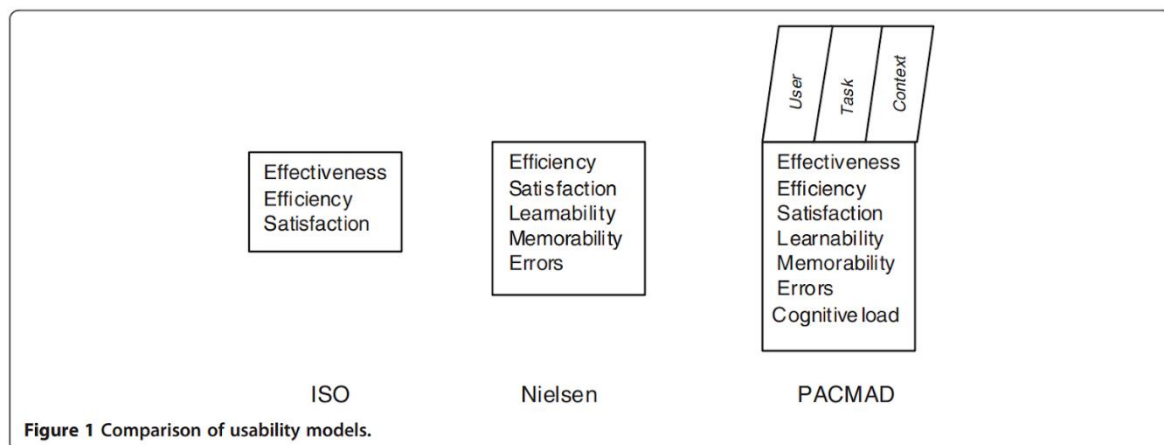 User
Task
Context
Effectiveness
Efficiency
Satisfaction
ISO
Efficiency
Satisfaction
Learnability
Memorability
Errors
Nielsen
Effectiveness
Efficiency
Satisfaction
Learnability
Memorability
Errors
Cognitive load
PACMAD
Figure 1 Comparison of usability models.